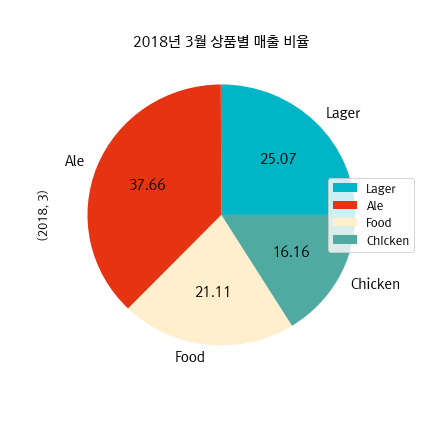 2018년 3월 상품별 매출 비율
Lager
25.07
Ale
37.66
(2018, 3)
Lager
Ale
Food
Chicken
16.16
21.11
Chicken
Food